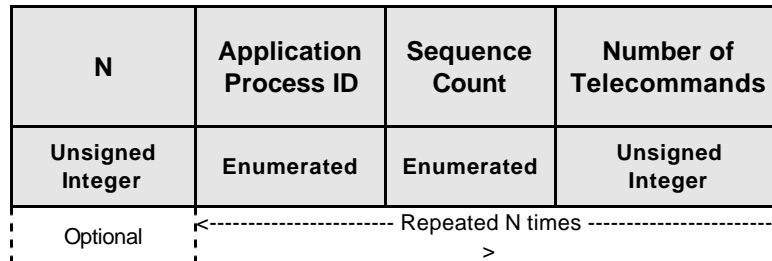 N
Application
Process ID
Sequence
Count
Number of
Telecommands
Unsigned
Integer
Enumerated
Enumerated
Unsigned
Integer
Optional
<------------------------ Repeated N times ------------------------
>